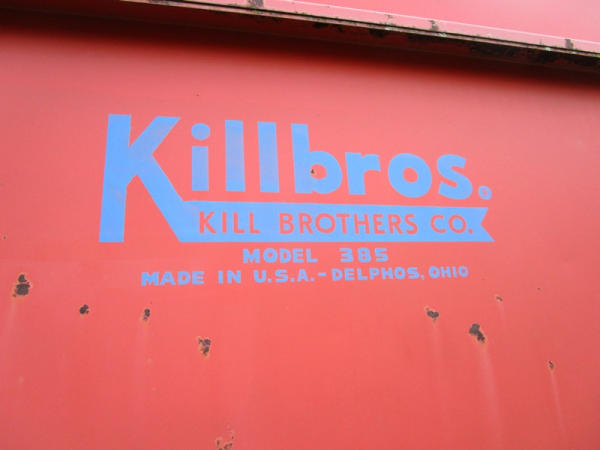 Killbros.
KILL BROTHERS CO.
MODEL 385
MADE IN U.S.A.-DELPHOS, OHIO